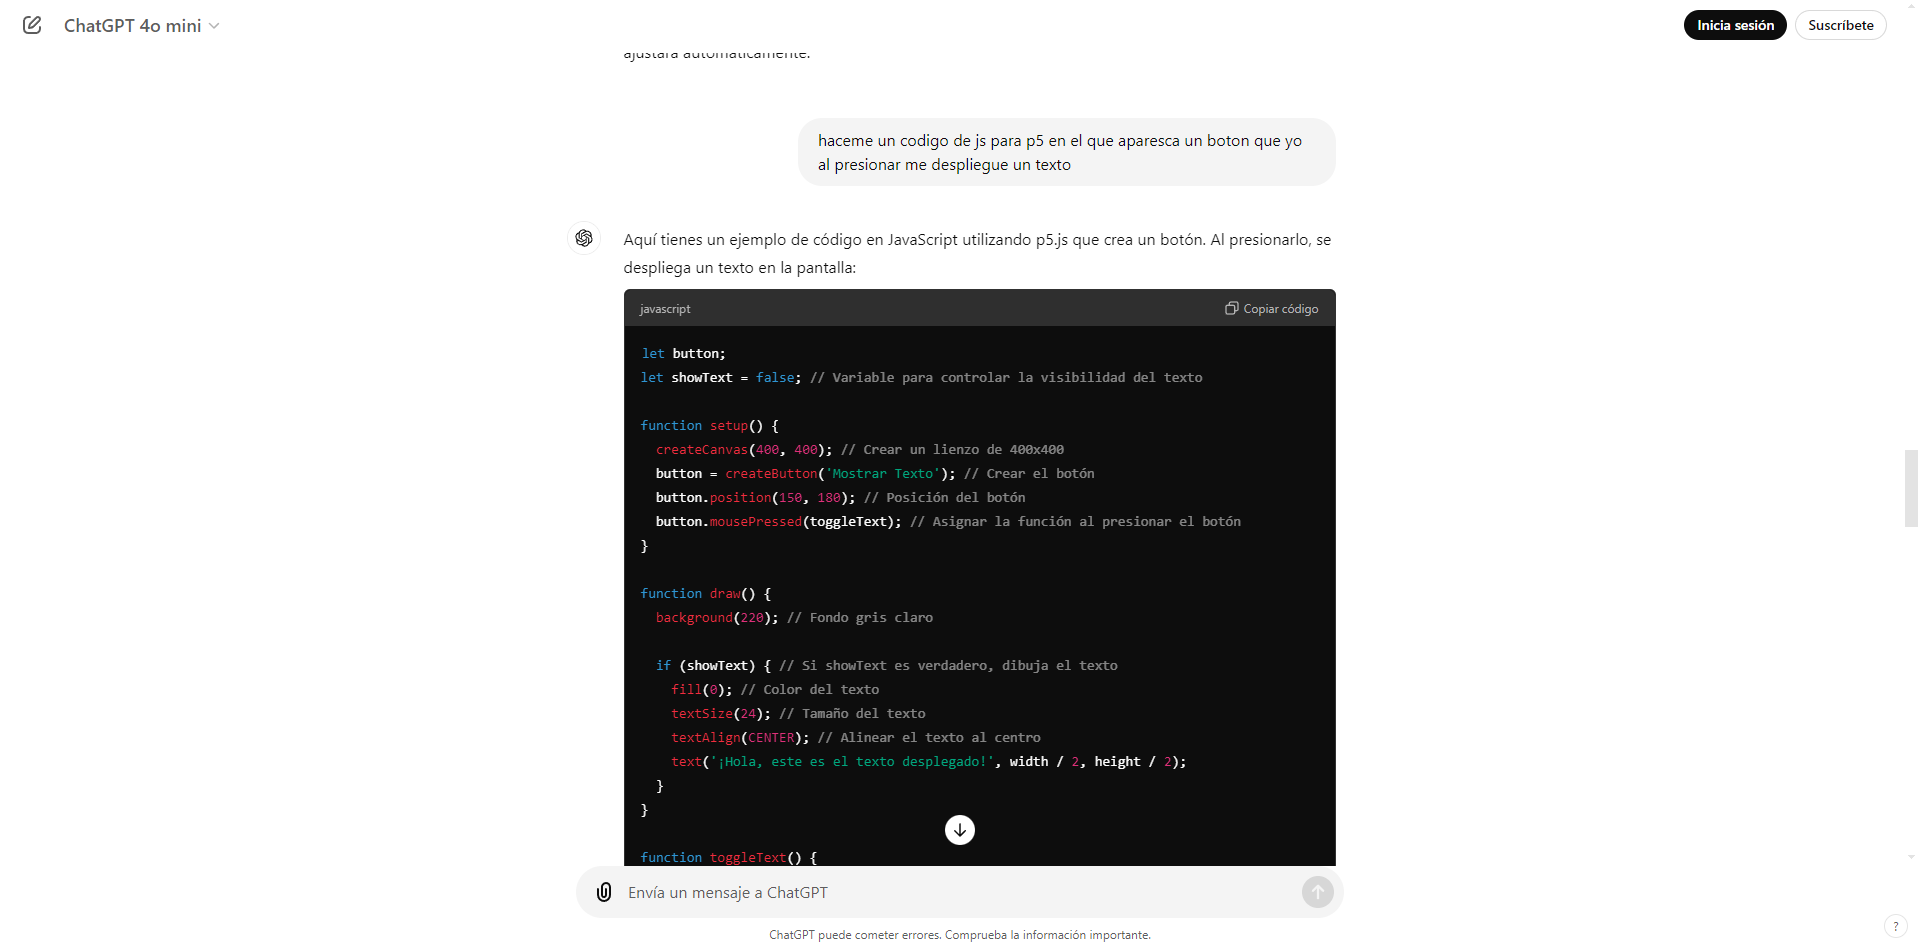 ChatGPT 4o mini
Inicia sesión
Suscríbete
ajustará automáticamente.
haceme un codigo de js para p5 en el que aparesca un boton que yo
al presionar me despliegue un texto
Aquí tienes un ejemplo de código en JavaScript utilizando p5.js que crea un botón. Al presionarlo, se
despliega un texto en la pantalla:
javascript
Copiar código
let button;
let showText = false; // Variable para controlar la visibilidad del texto
function setup() {
createCanvas(400, 400); // Crear un lienzo de 400x400
button = createButton('Mostrar Texto'); // Crear el botón
button.position(150, 180); // Posición del botón
button.mousePressed(toggleText); // Asignar la función al presionar el botón
}
function draw() {
background(220); // Fondo gris claro
if (showText) { // Si showText es verdadero, dibuja el texto
fill(0); // Color del texto
textSize(24); // Tamaño del texto
textAlign(CENTER); // Alinear el texto al centro
text('¡Hola, este es el texto desplegado!', width / 2, height / 2);
}
}
function toggleText() {
Envía un mensaje a ChatGPT
ChatGPT puede cometer errores. Comprueba la información importante.
?